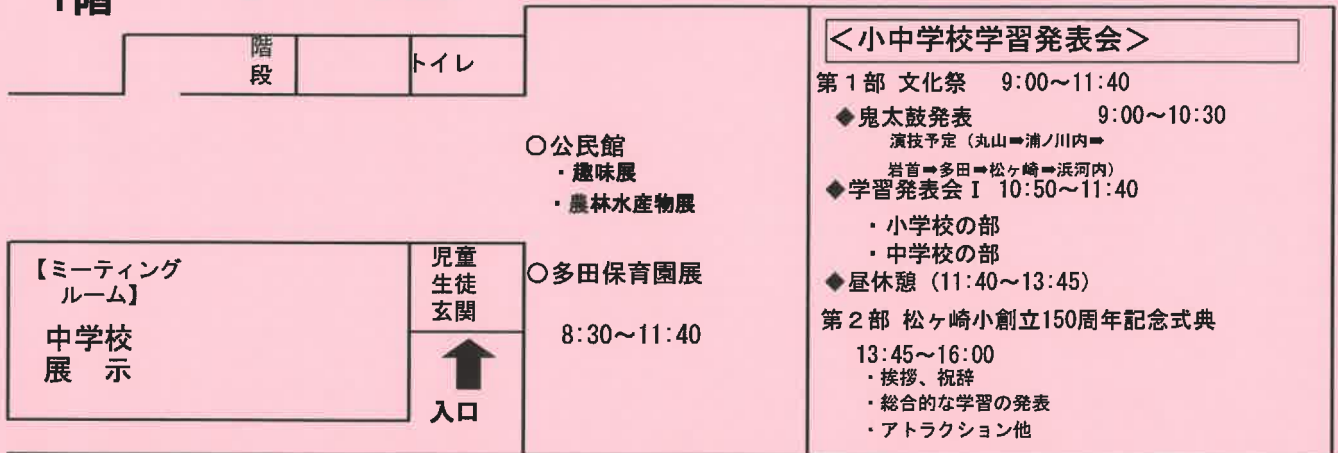 1階
階段
トイレ
○公民館
・趣味展
・農林水産物展
【ミーティング
ルーム】
中学校
展　示
児童
生徒
玄関
入口
○多田保育園展
8:30～11:40
＜小中学校学習発表会＞
第1部 文化祭　9:00～11:40
◆鬼太鼓発表　9:00～10:30
演技予定（丸山➡浦ノ川内➡
岩首➡多田➡松ヶ崎➡浜河内）
◆学習発表会Ⅰ 10:50～11:40
・小学校の部
・中学校の部
◆昼休憩（11:40～13:45）
第2部 松ヶ崎小創立150周年記念式典
13:45～16:00
・挨拶、祝辞
・総合的な学習の発表
・アトラクション他